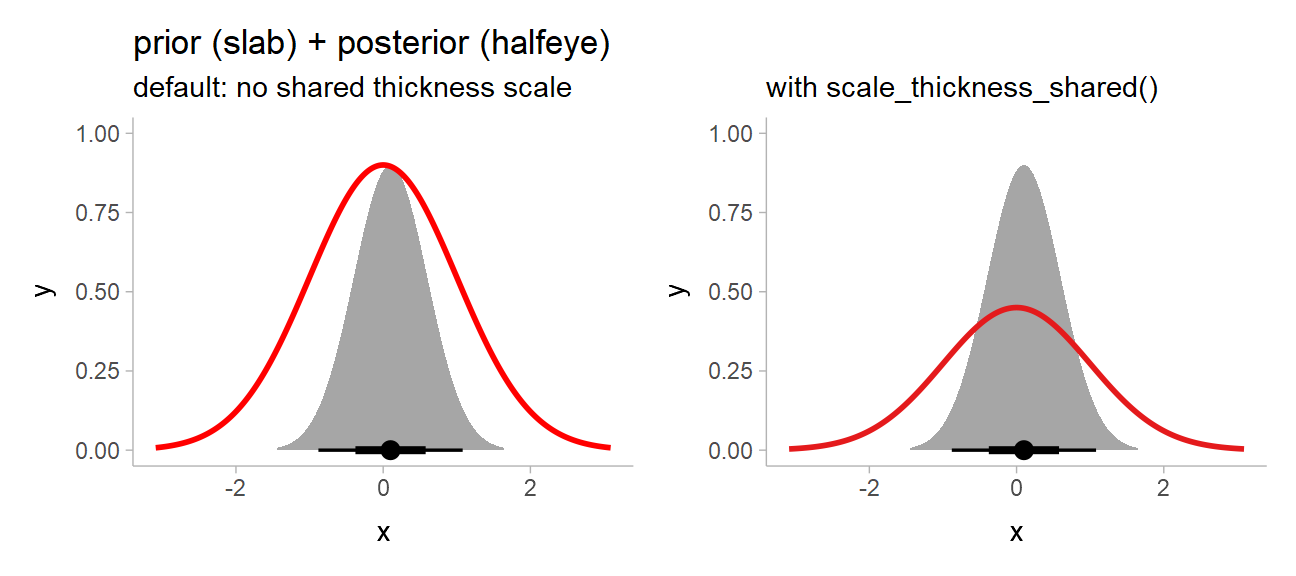 prior (slab) + posterior (halfeye)
default: no shared thickness scale
1.00
0.75
0.50
0.25
0.00
y
-2
0
2
x
with scale_thickness_shared()
1.00
0.75
0.50
0.25
0.00
y
-2
0
2
x